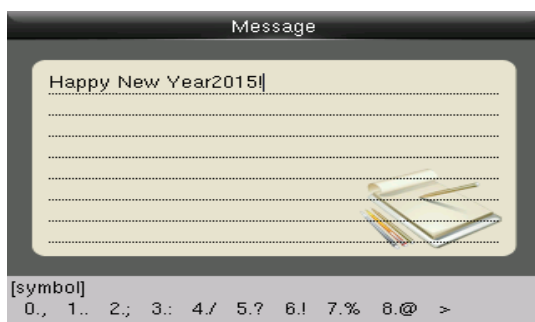 Message
Happy New Year2015!
[symbol]
0., 1.. 2.; 3.: 4./ 5.? 6.! 7.% 8.@ >